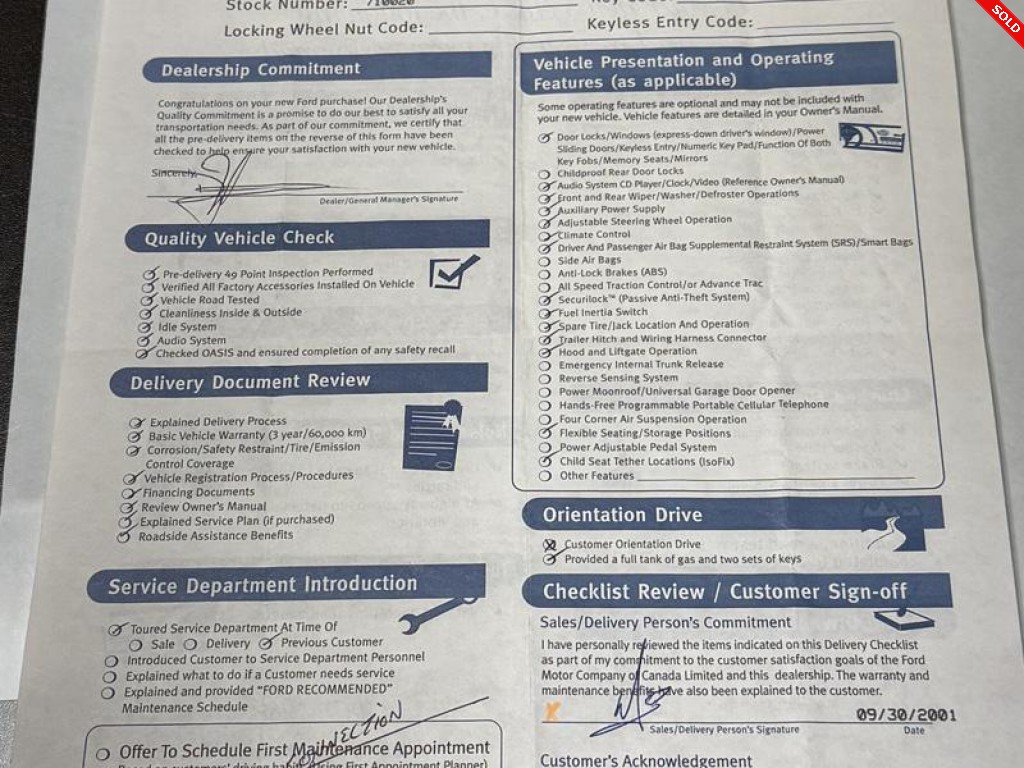 SOLD
Stock Number:
Locking Wheel Nut Code:
Keyless Entry Code:
Dealership Commitment
Congratulations on your new Ford purchase! Our Dealership's
Quality Commitment is a promise to do our best to satisfy all your
transportation needs. As part of our commitment, we certify that
all the pre-delivery items on the reverse of this form have been
checked to help ensure your satisfaction with your new vehicle.
Sincerely,
Dealer/General Manager's Signature
Quality Vehicle Check
Pre-delivery 49 Point Inspection Performed
Verified All Factory Accessories Installed On Vehicle
Vehicle Road Tested
Cleanliness Inside & Outside
Idle System
Audio System
Checked OASIS and ensured completion of any safety recall
Delivery Document Review
Explained Delivery Process
Basic Vehicle Warranty (3 year/60,000 km)
Corrosion/Safety Restraint/Tire/Emission
Control Coverage
Vehicle Registration Process/Procedures
Financing Documents
Review Owner's Manual
Explained Service Plan (if purchased)
Roadside Assistance Benefits
Service Department Introduction
Toured Service Department At Time Of
Sale Delivery Previous Customer
Introduced Customer to Service Department Personnel
Explained what to do if a Customer needs service
Explained and provided "FORD RECOMMENDED"
Maintenance Schedule
Offer To Schedule First Maintenance Appointment
First Appointment Planner)
Vehicle Presentation and Operating
Features (as applicable)
Some operating features are optional and may not be included with
your new vehicle. Vehicle features are detailed in your Owner's Manual.
Door Locks/Windows (express-down driver's window)/Power
Sliding Doors/Keyless Entry/Numeric Key Pad/Function Of Both
Key Fobs/Memory Seats/Mirrors
Childproof Rear Door Locks
Audio System CD Player/Clock/Video (Reference Owner's Manual)
Front and Rear Wiper/Washer/Defroster Operations
Auxiliary Power Supply
Adjustable Steering Wheel Operation
Climate Control
Driver And Passenger Air Bag Supplemental Restraint System (SRS)/Smart Bags
Side Air Bags
Anti-Lock Brakes (ABS)
All Speed Traction Control/or Advance Trac
Securilock™ (Passive Anti-Theft System)
Fuel Inertia Switch
Spare Tire/Jack Location And Operation
Trailer Hitch and Wiring Harness Connector
Hood and Liftgate Operation
Emergency Internal Trunk Release
Reverse Sensing System
Power Moonroof/Universal Garage Door Opener
Hands-Free Programmable Portable Cellular Telephone
Four Corner Air Suspension Operation
Flexible Seating/Storage Positions
Power Adjustable Pedal System
Child Seat Tether Locations (IsoFix)
Other Features
Orientation Drive
Customer Orientation Drive
Provided a full tank of gas and two sets of keys
Checklist Review / Customer Sign-off
Sales/Delivery Person's Commitment
I have personally reviewed the items indicated on this Delivery Checklist
as part of my commitment to the customer satisfaction goals of the Ford
Motor Company of Canada Limited and this dealership. The warranty and
maintenance benefits have also been explained to the customer.
X 09/30/2001
Sales/Delivery Person's Signature Date
Customer's Acknowledgement